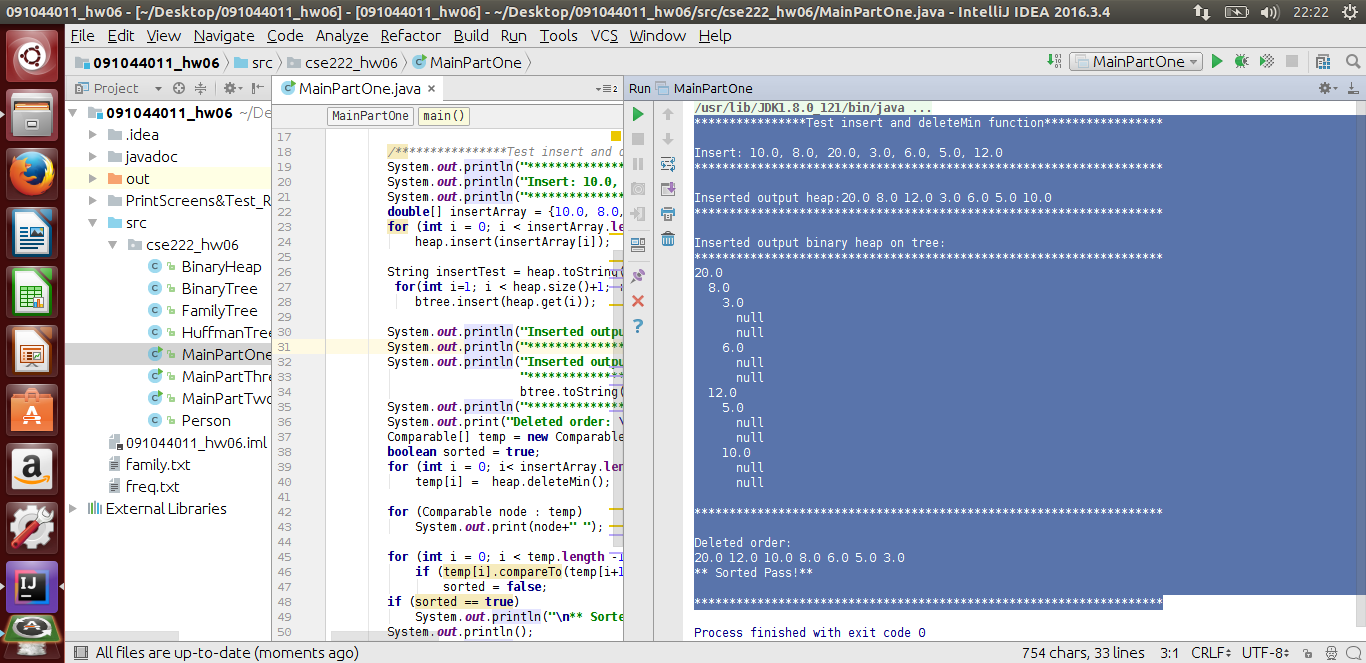 091044011_hw06 - [~/Desktop/091044011_hw06] - [091044011_hw06] - ~/Desktop/091044011_hw06/src/cse222_hw06/MainPartOne.java - IntelliJ IDEA 2016.3.4
22:22
File Edit View Navigate Code Analyze Refactor Build Run Tools VCS Window Help
091044011_hw06 src cse222_hw06 MainPartOne
MainPartOne
Project
MainPartOne.java
Run MainPartOne
091044011_hw06 ~/De
.idea
javadoc
out
PrintScreens&Test_R
src
cse222_hw06
BinaryHeap
BinaryTree
FamilyTree
HuffmanTree
MainPartOne
MainPartThre
MainPartTwo
Person
091044011_hw06.iml
family.txt
freq.txt
External Libraries
MainPartOne main()
17
18 /****************Test insert and d
19 System.out.println("**************
20 System.out.println("Insert: 10.0,
21 System.out.println("**************
22 double[] insertArray = {10.0, 8.0,
23 for (int i = 0; i < insertArray.le
24 heap.insert(insertArray[i]);
25
26 String insertTest = heap.toString(
27 for(int i=1; i < heap.size()+1;
28 btree.insert(heap.get(i));
29
30 System.out.println("Inserted outpu
31 System.out.println("**************
32 System.out.println("Inserted outpu
33 "**************
34 btree.toString(
35 System.out.println("**************
36 System.out.print("Deleted order: \
37 Comparable[] temp = new Comparable
38 boolean sorted = true;
39 for (int i = 0; i< insertArray.len
40 temp[i] = heap.deleteMin();
41
42 for (Comparable node : temp)
43 System.out.print(node+" ");
44
45 for (int i = 0; i < temp.length -1
46 if (temp[i].compareTo(temp[i+1
47 sorted = false;
48 if (sorted == true)
49 System.out.println("\n** Sorte
50 System.out.println();
/usr/lib/JDK1.8.0_121/bin/java ...
****************Test insert and deleteMin function*****************

Insert: 10.0, 8.0, 20.0, 3.0, 6.0, 5.0, 12.0
*******************************************************************

Inserted output heap:20.0 8.0 12.0 3.0 6.0 5.0 10.0
*******************************************************************

Inserted output binary heap on tree:
*******************************************************************
20.0
8.0
3.0
null
null
6.0
null
null
12.0
5.0
null
null
10.0
null
null

*******************************************************************

Deleted order:
20.0 12.0 10.0 8.0 6.0 5.0 3.0
** Sorted Pass!**

*******************************************************************

Process finished with exit code 0
All files are up-to-date (moments ago)
754 chars, 33 lines 3:1 CRLF UTF-8